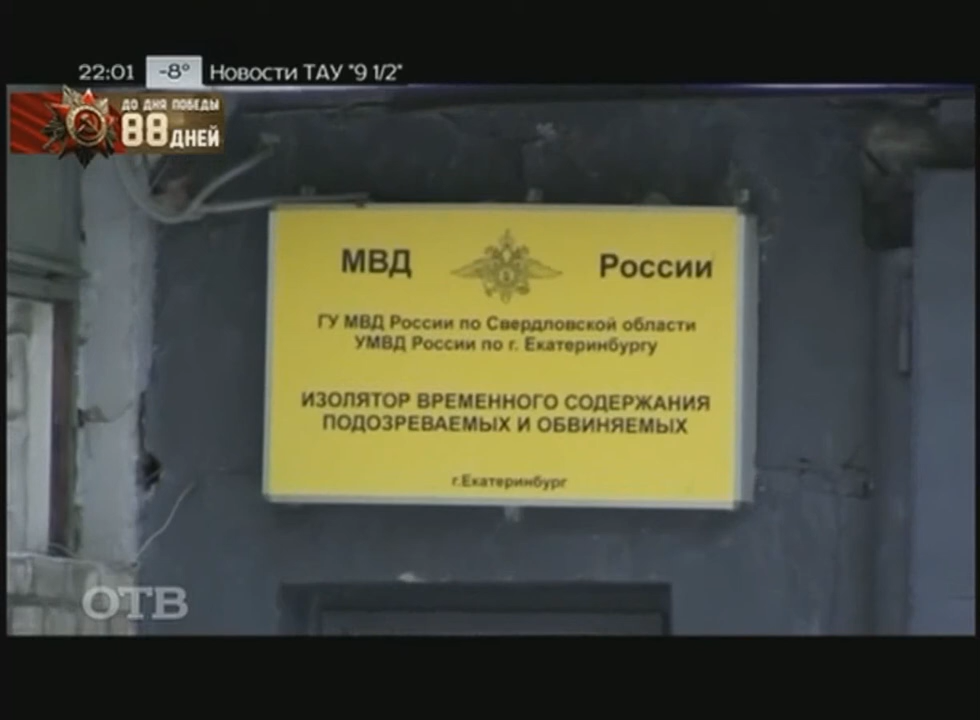 22:01 -8° Новости ТАУ "9 1/2"
ДО ДНЯ ПОБЕДЫ
88 ДНЕЙ
МВД России
ГУ МВД России по Свердловской области
УМВД России по г. Екатеринбургу
ИЗОЛЯТОР ВРЕМЕННОГО СОДЕРЖАНИЯ
ПОДОЗРЕВАЕМЫХ И ОБВИНЯЕМЫХ
г.Екатеринбург
ОТВ